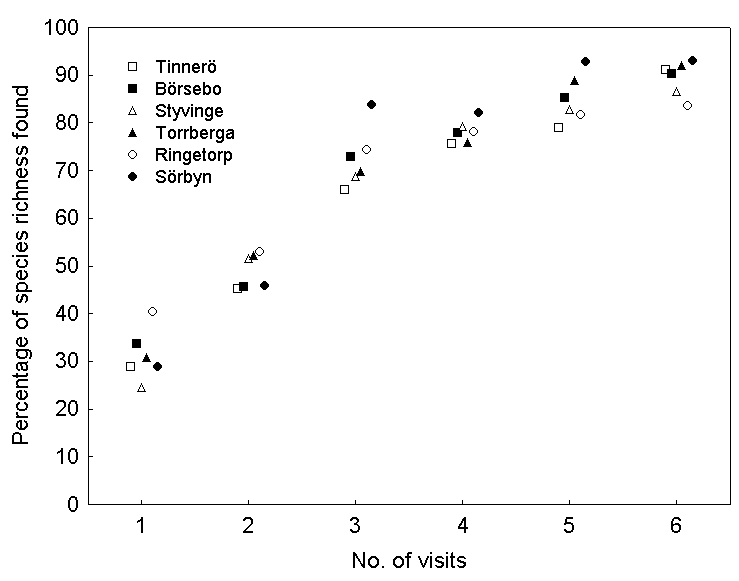 100
90
80
70
60
50
40
30
20
10
0
Percentage of species richness found
Tinnerö
Börsebo
Styvinge
Torrberga
Ringetorp
Sörbyn
1 2 3 4 5 6
No. of visits